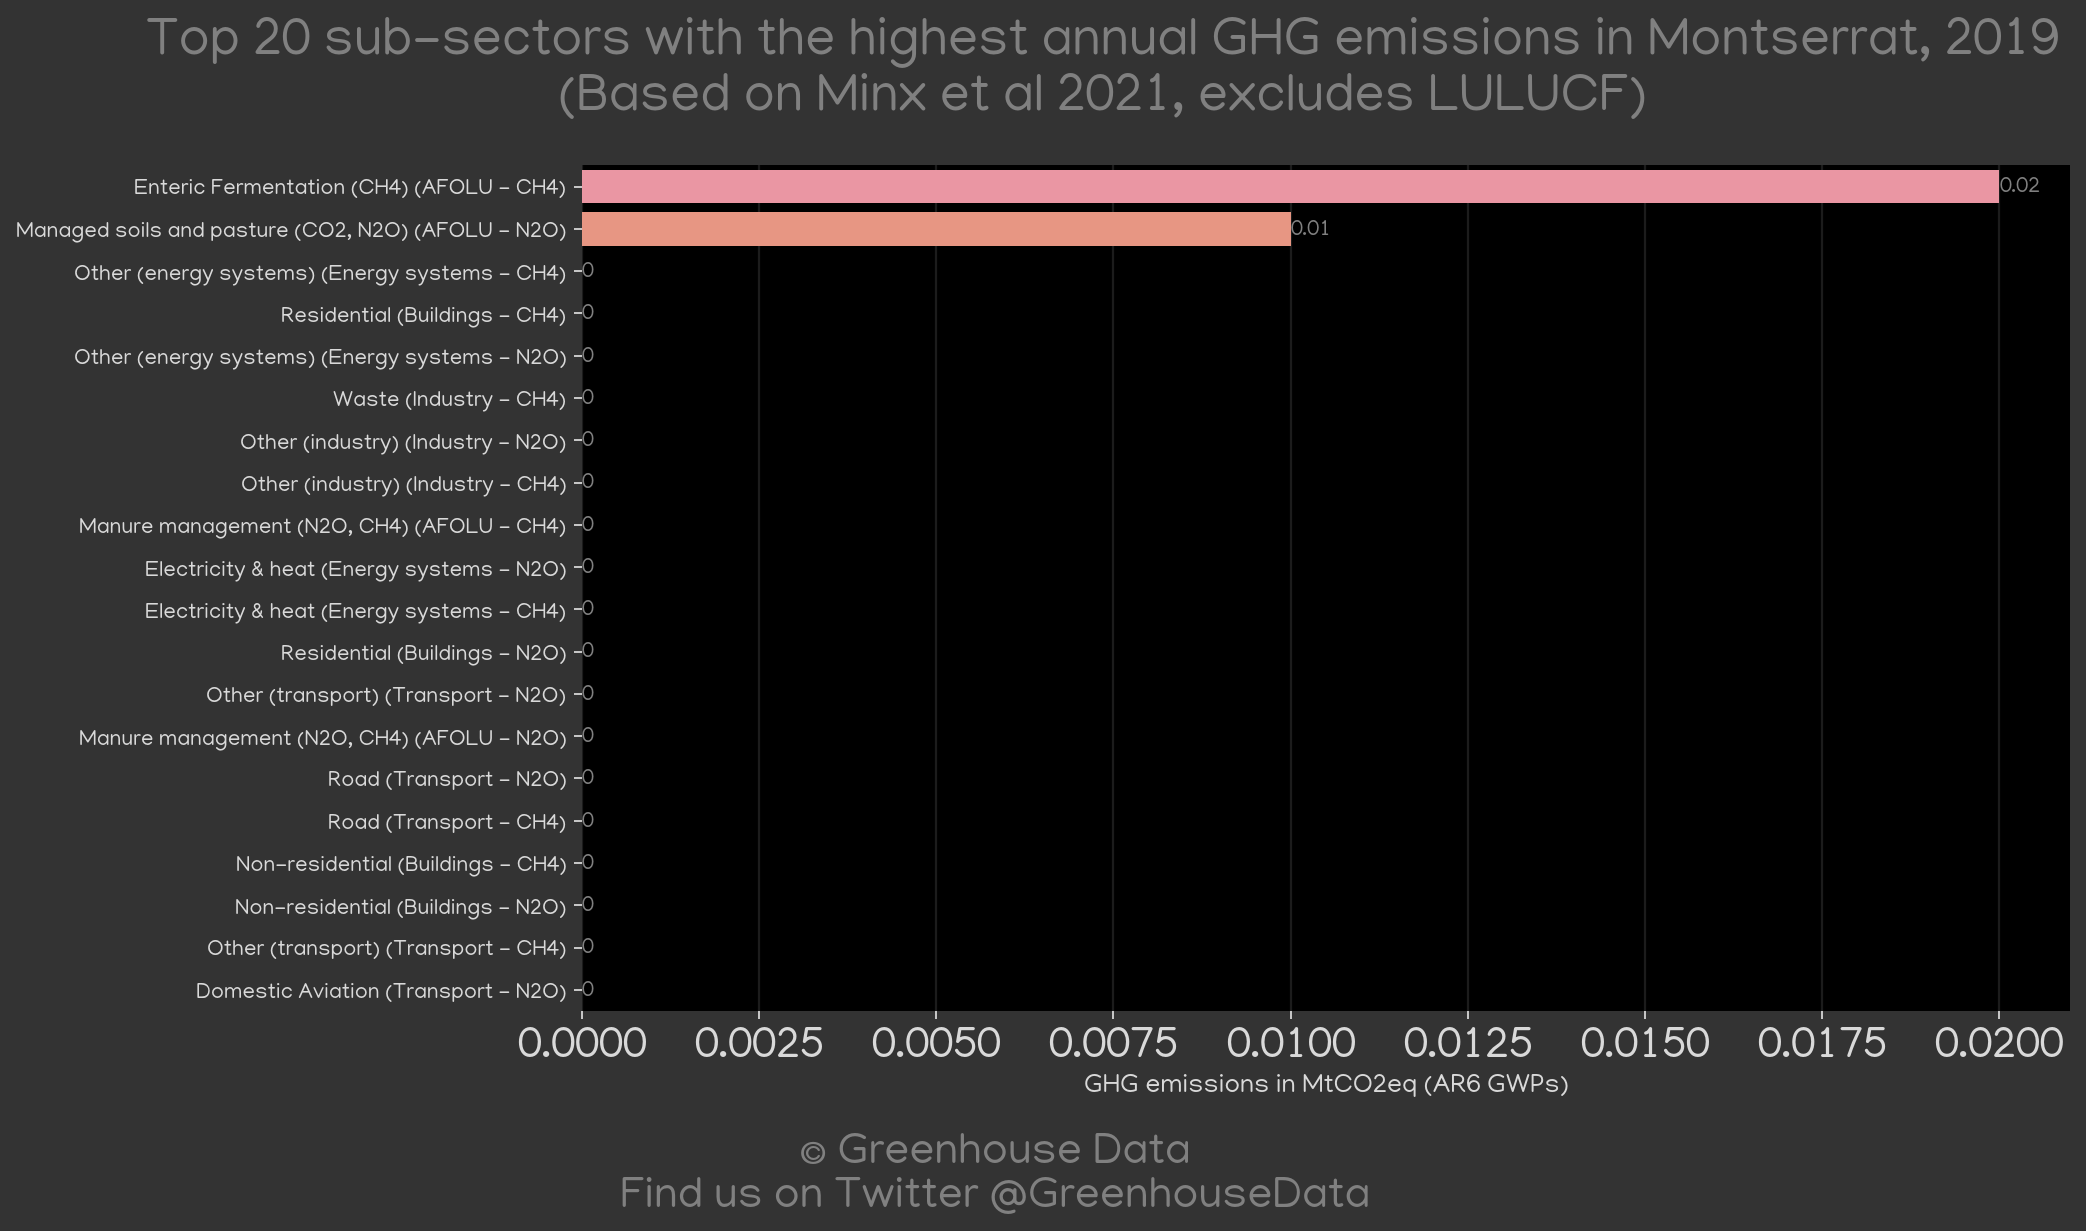 Top 20 sub-sectors with the highest annual GHG emissions in Montserrat, 2019
(Based on Minx et al 2021, excludes LULUCF)
Enteric Fermentation (CH4) (AFOLU - CH4) 0.02
Managed soils and pasture (CO2, N2O) (AFOLU - N2O) 0.01
Other (energy systems) (Energy systems - CH4) 0
Residential (Buildings - CH4) 0
Other (energy systems) (Energy systems - N2O) 0
Waste (Industry - CH4) 0
Other (industry) (Industry - N2O) 0
Other (industry) (Industry - CH4) 0
Manure management (N2O, CH4) (AFOLU - CH4) 0
Electricity & heat (Energy systems - N2O) 0
Electricity & heat (Energy systems - CH4) 0
Residential (Buildings - N2O) 0
Other (transport) (Transport - N2O) 0
Manure management (N2O, CH4) (AFOLU - N2O) 0
Road (Transport - N2O) 0
Road (Transport - CH4) 0
Non-residential (Buildings - CH4) 0
Non-residential (Buildings - N2O) 0
Other (transport) (Transport - CH4) 0
Domestic Aviation (Transport - N2O) 0
0.0000 0.0025 0.0050 0.0075 0.0100 0.0125 0.0150 0.0175 0.0200
GHG emissions in MtCO2eq (AR6 GWPs)
© Greenhouse Data
Find us on Twitter @GreenhouseData